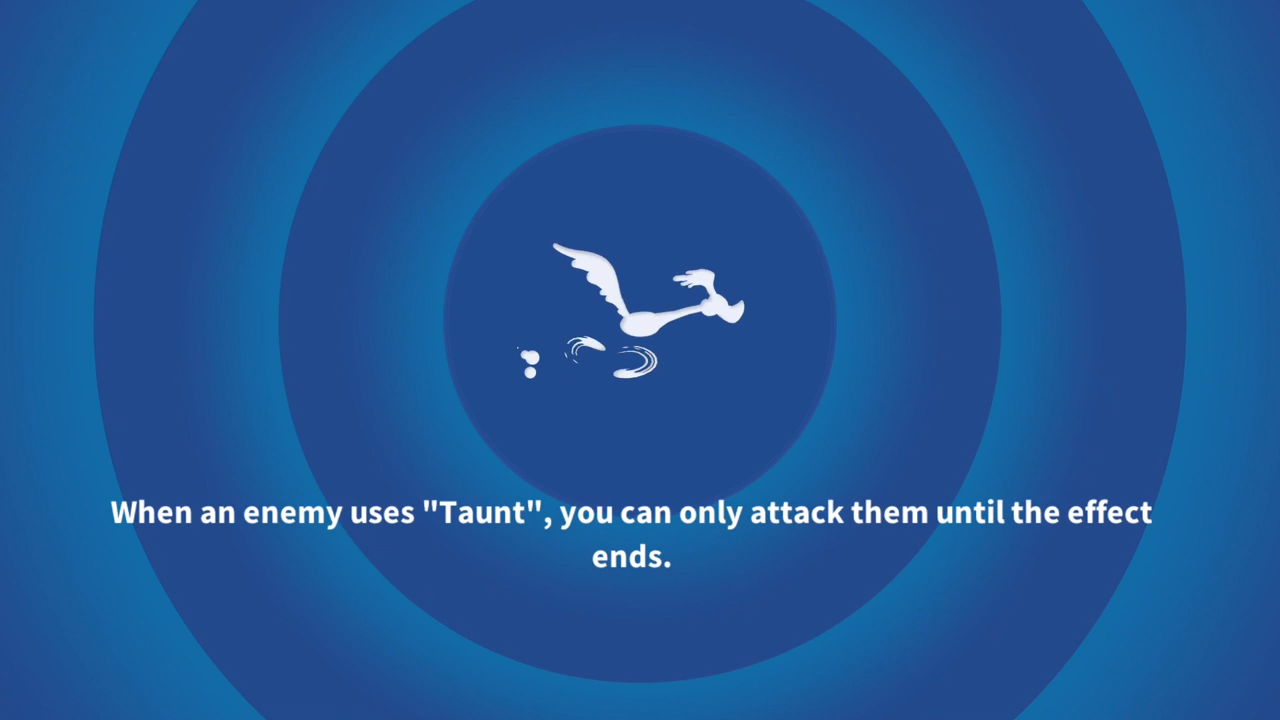 When an enemy uses "Taunt", you can only attack them until the effect
ends.